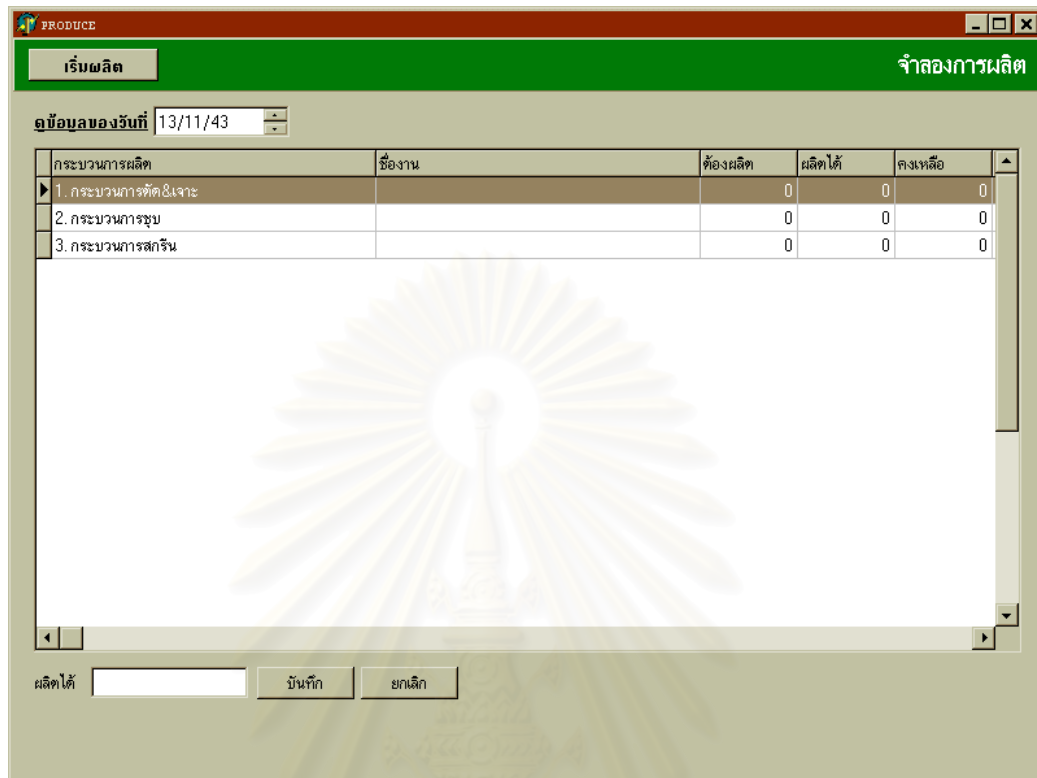 PRODUCE
เริ่มผลิต จำลองการผลิต
ดูข้อมูลของวันที่ 13/11/43
กระบวนการผลิต ชื่องาน ต้องผลิต ผลิตได้ คงเหลือ
1. กระบวนการตัด&เจาะ 0 0 0
2. กระบวนการชุบ 0 0 0
3. กระบวนการสกรีน 0 0 0
ผลิตได้ บันทึก ยกเลิก